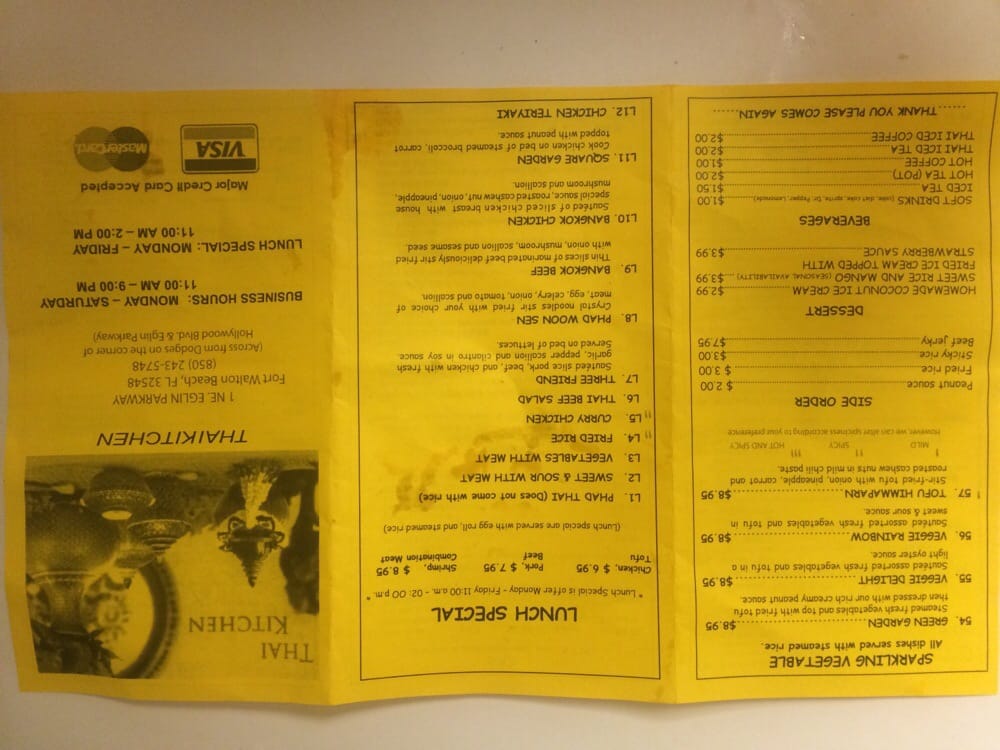 SPARKLING VEGETABLE
All dishes served with steamed rice.
54. GREEN GARDEN $8.95
Steamed fresh vegetables and top with fried tofu
then dressed with our rich creamy peanut sauce.
55. VEGGIE DELIGHT $8.95
Sautéed assorted fresh vegetables and tofu in a
light oyster sauce.
56. VEGGIE RAINBOW $8.95
Sautéed assorted fresh vegetables and tofu in
sweet & sour sauce.
57. TOFU HIMMAPARN $8.95
Stir-fried tofu with onion, pineapple, carrot and
roasted cashew nuts in mild chili paste.
MILD SPICY HOT AND SPICY
However, we can alter spiciness according to your preference
SIDE ORDER
Peanut sauce $ 2.00
Fried rice $ 3.00
Sticky rice $3.00
Beef jerky $7.95
DESSERT
HOMEMADE COCONUT ICE CREAM $2.99
SWEET RICE AND MANGO (SEASONAL AVAILABILITY) $3.99
FRIED ICE CREAM TOPPED WITH
STRAWBERRY SAUCE $3.99
BEVERAGES
SOFT DRINKS (coke, diet coke, sprite, Dr. Pepper, Lemonade) $1.00
ICED TEA $1.50
HOT TEA (POT) $2.00
HOT COFFEE $1.00
THAI ICED TEA $2.00
THAI ICED COFFEE $2.00
......THANK YOU PLEASE COMES AGAIN......
LUNCH SPECIAL
* Lunch Special is offer Monday - Friday 11:00 a.m - 02: 00 p.m. *
Chicken, $ 6.95 Pork, $ 7.95 Shrimp, $ 8.95
Tofu Beef Combination Meat
(Lunch special are served with egg roll, and steamed rice)
L1. PHAD THAI (Does not come with rice)
L2. SWEET & SOUR WITH MEAT
L3. VEGETABLES WITH MEAT
L4. FRIED RICE
L5. CURRY CHICKEN
L6. THAI BEEF SALAD
L7. THREE FRIEND
Sautéed slice pork, beef, and chicken with fresh
garlic, pepper scallion and cilantro in soy sauce.
Served on bed of lettuces.
L8. PHAD WOON SEN
Crystal noodles stir fried with your choice of
meat, egg, celery, onion, tomato and scallion.
L9. BANGKOK BEEF
Thin slices of marinated beef deliciously stir fried
with onion, mushroom, scallion and sesame seed.
L10. BANGKOK CHICKEN
Sautéed of sliced chicken breast with house
special sauce, roasted cashew nut, onion, pineapple,
mushroom and scallion.
L11. SQUARE GARDEN
Cook chicken on bed of steamed broccoli, carrot
topped with peanut sauce.
L12. CHICKEN TERIYAKI
THAI
KITCHEN
THAIKITCHEN
1 NE. EGLIN PARKWAY
Fort Walton Beach, FL 32548
(850) 243-5748
(Across from Dodges on the corner of
Hollywood Blvd. & Eglin Parkway)
BUSINESS HOURS: MONDAY – SATURDAY
11:00 AM – 9:00 PM
LUNCH SPECIAL: MONDAY – FRIDAY
11:00 AM – 2:00 PM
Major Credit Card Accepted
VISA
MasterCard